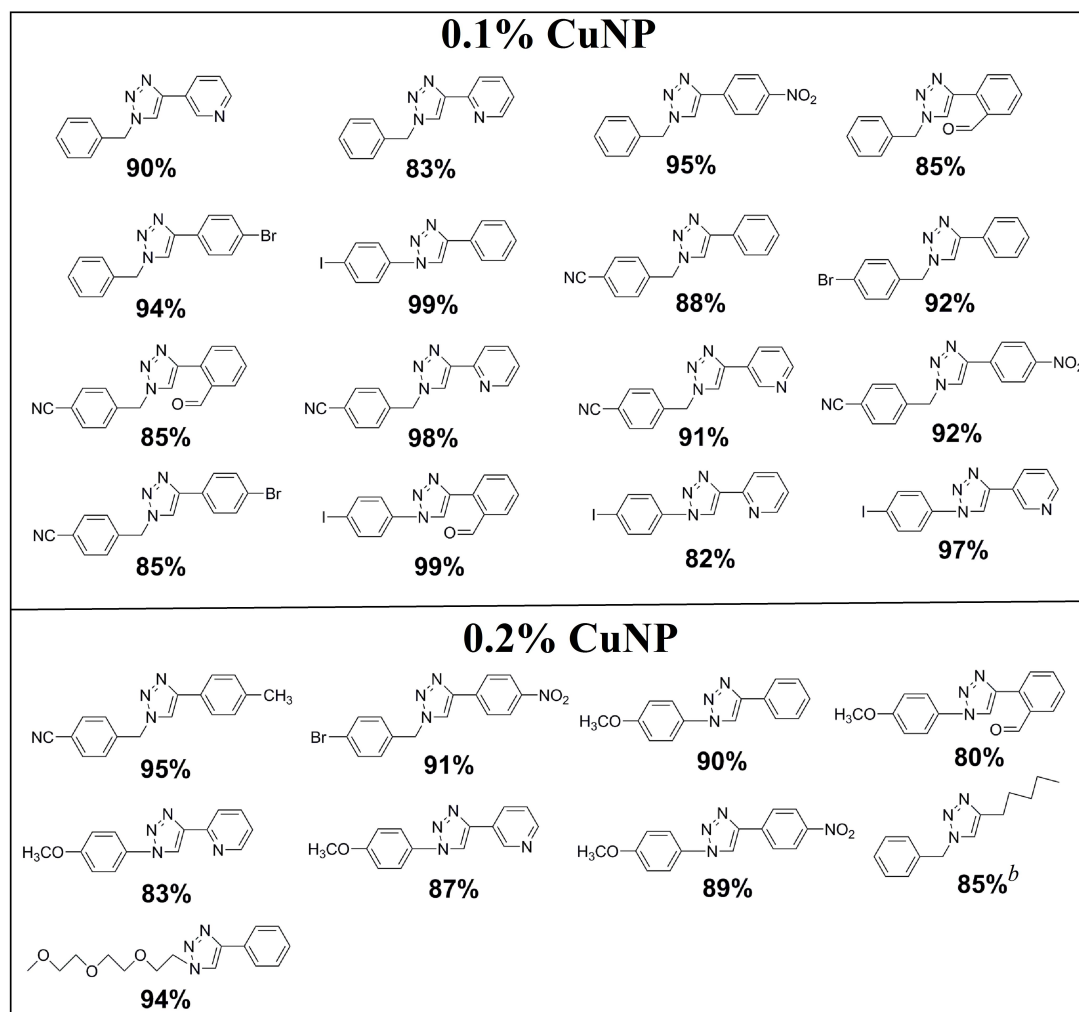 0.1% CuNP
N N N N
90%
N N N N
83%
N N N NO2
95%
N N N O
85%
N N N Br
94%
N N N I
99%
N N N NC
88%
N N N Br
92%
N N N NC O
85%
N N N NC N
98%
N N N NC N
91%
N N N NC NO2
92%
N N N NC Br
85%
N N N I O
99%
N N N I N
82%
N N N I N
97%
0.2% CuNP
N N N NC CH3
95%
N N N Br NO2
91%
N N N H3CO
90%
N N N H3CO O
80%
N N N H3CO N
83%
N N N H3CO N
87%
N N N H3CO NO2
89%
N N N
85%b
O O O N N N
94%